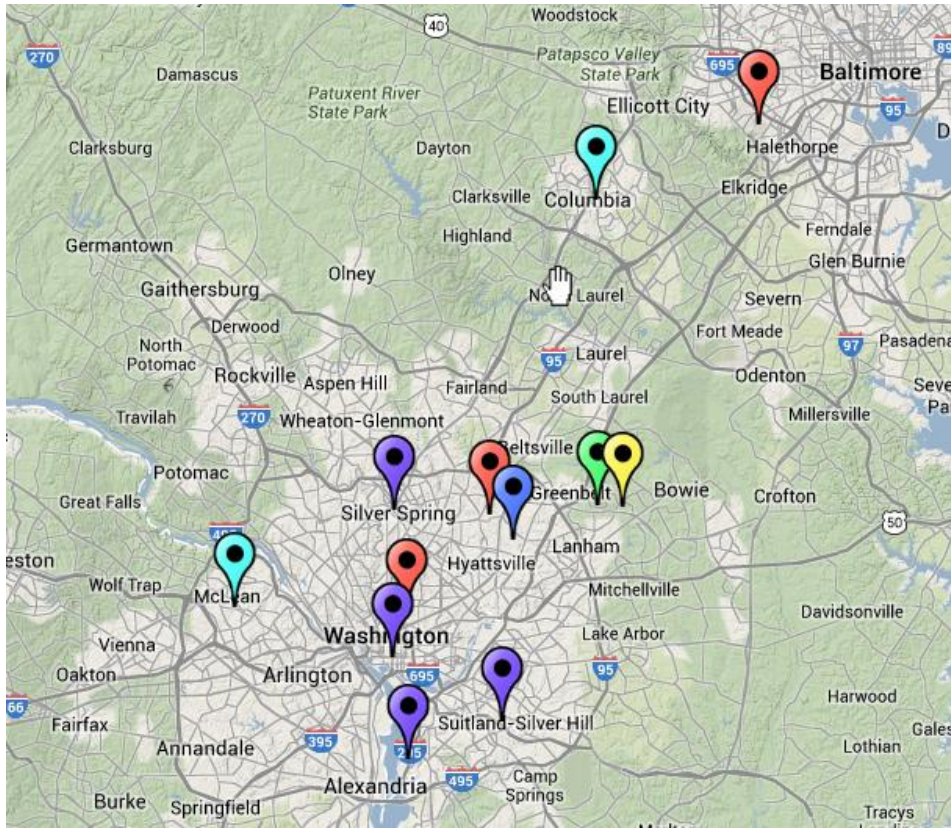 Woodstock
40
270
Damascus
Patapsco Valley
State Park
695
Baltimore
Patuxent River
State Park
Ellicott City
95
Clarksburg
Dayton
Halethorpe
Clarksville
Columbia
Elkridge
Germantown
Highland
Ferndale
Glen Burnie
Olney
Gaithersburg
Laurel
Severn
Derwood
Fort Meade
97
Pasadena
North
Potomac
95
Laurel
Rockville
Aspen Hill
Fairland
South Laurel
Odenton
Travilah
270
Wheaton-Glenmont
Millersville
Beltsville
Potomac
Greenbelt
Bowie
Crofton
Great Falls
Silver Spring
50
Lanham
Hyattsville
Wolf Trap
McLean
Mitchellville
Davidsonville
Washington
Lake Arbor
Vienna
Oakton
Arlington
695
95
Harwood
66
Fairfax
Suitland-Silver Hill
Annandale
395
Lothian
Alexandria
495
Camp
Springs
Burke
Springfield
Tracys